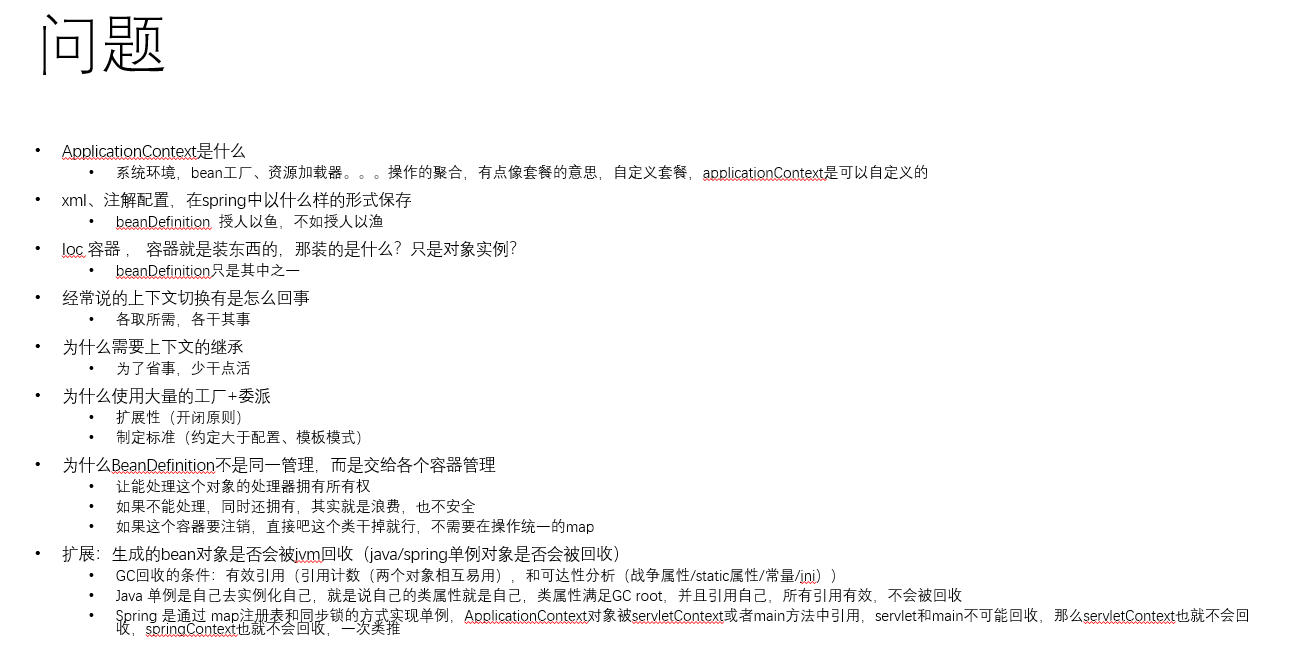 问题
ApplicationContext是什么
系统环境，bean工厂、资源加载器。。。操作的聚合，有点像套餐的意思，自定义套餐，applicationContext是可以自定义的
xml、注解配置，在spring中以什么样的形式保存
beanDefinition 授人以鱼，不如授人以渔
Ioc 容器 ， 容器就是装东西的，那装的是什么？只是对象实例？
beanDefinition只是其中之一
经常说的上下文切换有是怎么回事
各取所需，各干其事
为什么需要上下文的继承
为了省事，少干点活
为什么使用大量的工厂+委派
扩展性（开闭原则）
制定标准（约定大于配置、模板模式）
为什么BeanDefinition不是同一管理，而是交给各个容器管理
让能处理这个对象的处理器拥有所有权
如果不能处理，同时还拥有，其实就是浪费，也不安全
如果这个容器要注销，直接吧这个类干掉就行，不需要在操作统一的map
扩展：生成的bean对象是否会被jvm回收（java/spring单例对象是否会被回收）
GC回收的条件：有效引用（引用计数（两个对象相互易用），和可达性分析（战争属性/static属性/常量/jni））
Java 单例是自己去实例化自己，就是说自己的类属性就是自己，类属性满足GC root，并且引用自己，所有引用有效，不会被回收
Spring 是通过 map注册表和同步锁的方式实现单例，ApplicationContext对象被servletContext或者main方法中引用，servlet和main不可能回收，那么servletContext也就不会回
收，springContext也就不会回收，一次类推